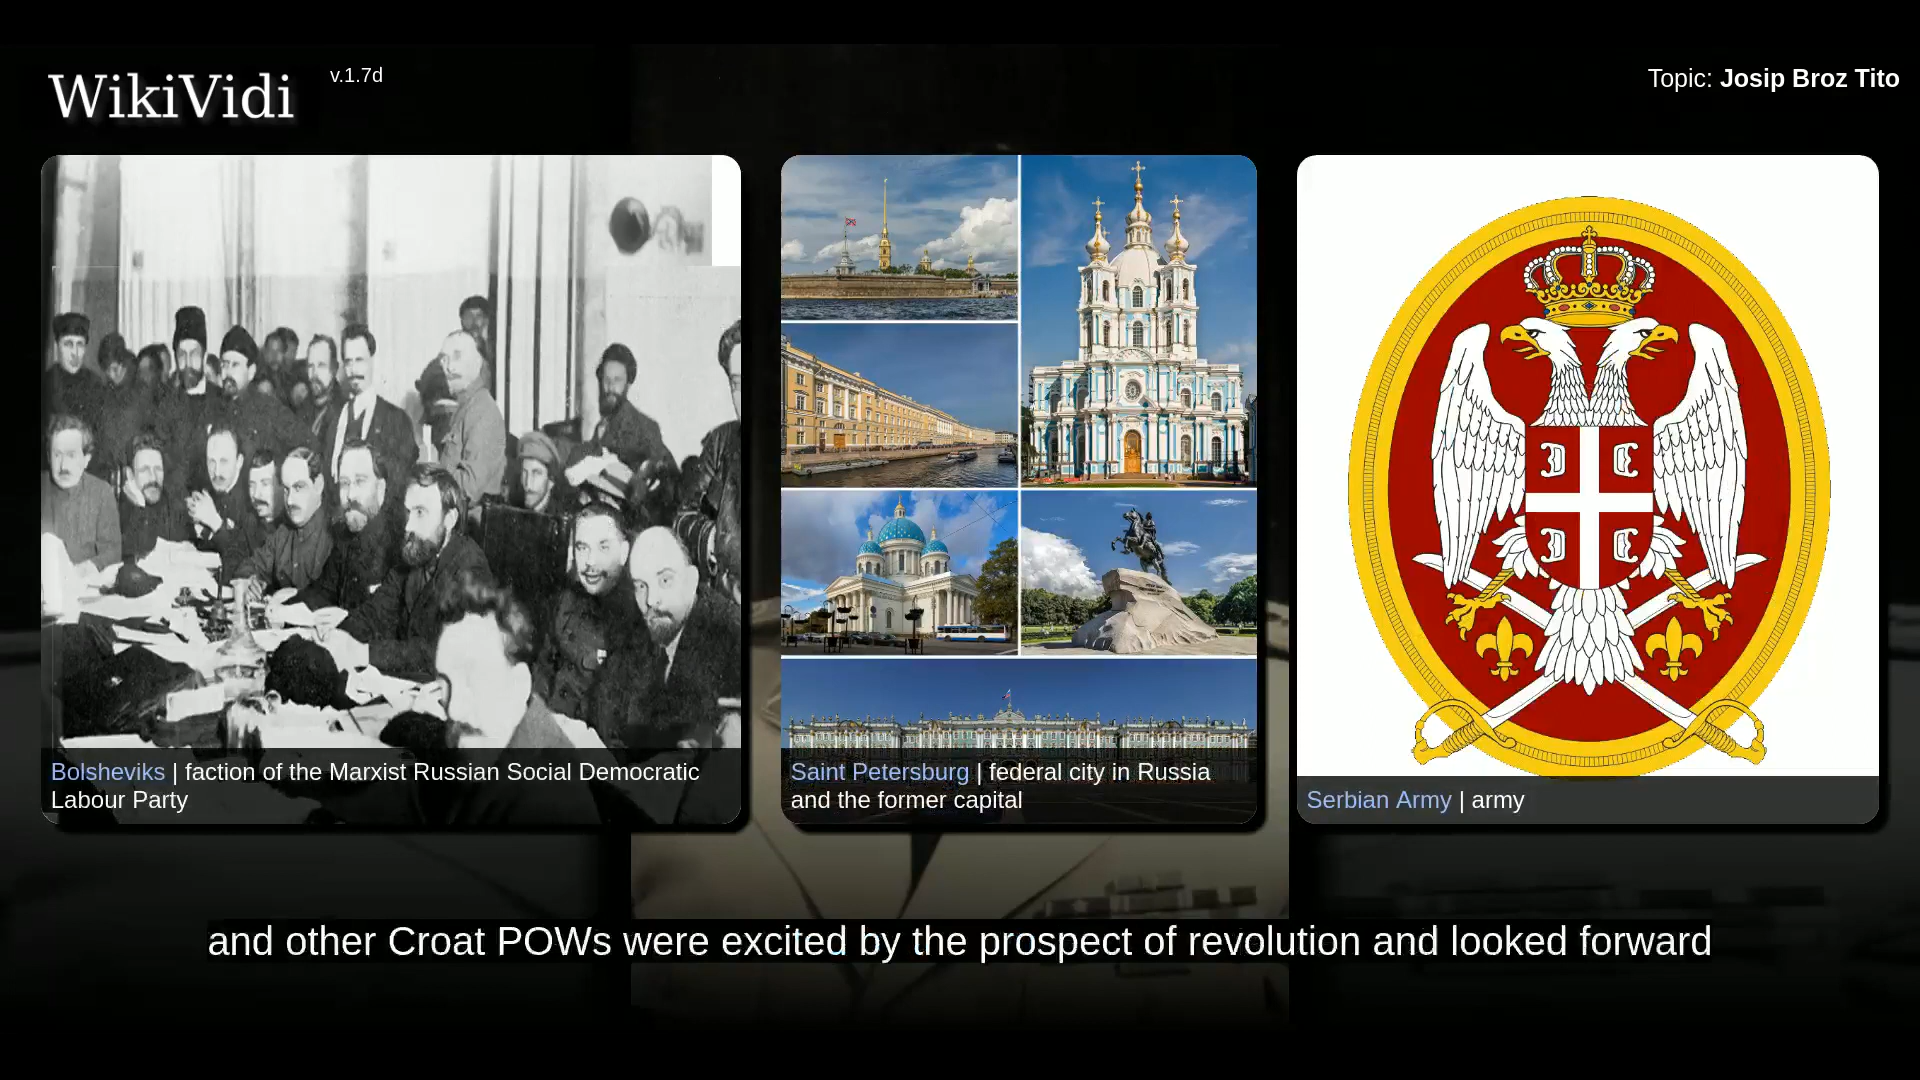 WikiVidi
v.1.7d
Topic: Josip Broz Tito
Bolsheviks | faction of the Marxist Russian Social Democratic
Labour Party
Saint Petersburg | federal city in Russia
and the former capital
Serbian Army | army
and other Croat POWs were excited by the prospect of revolution and looked forward